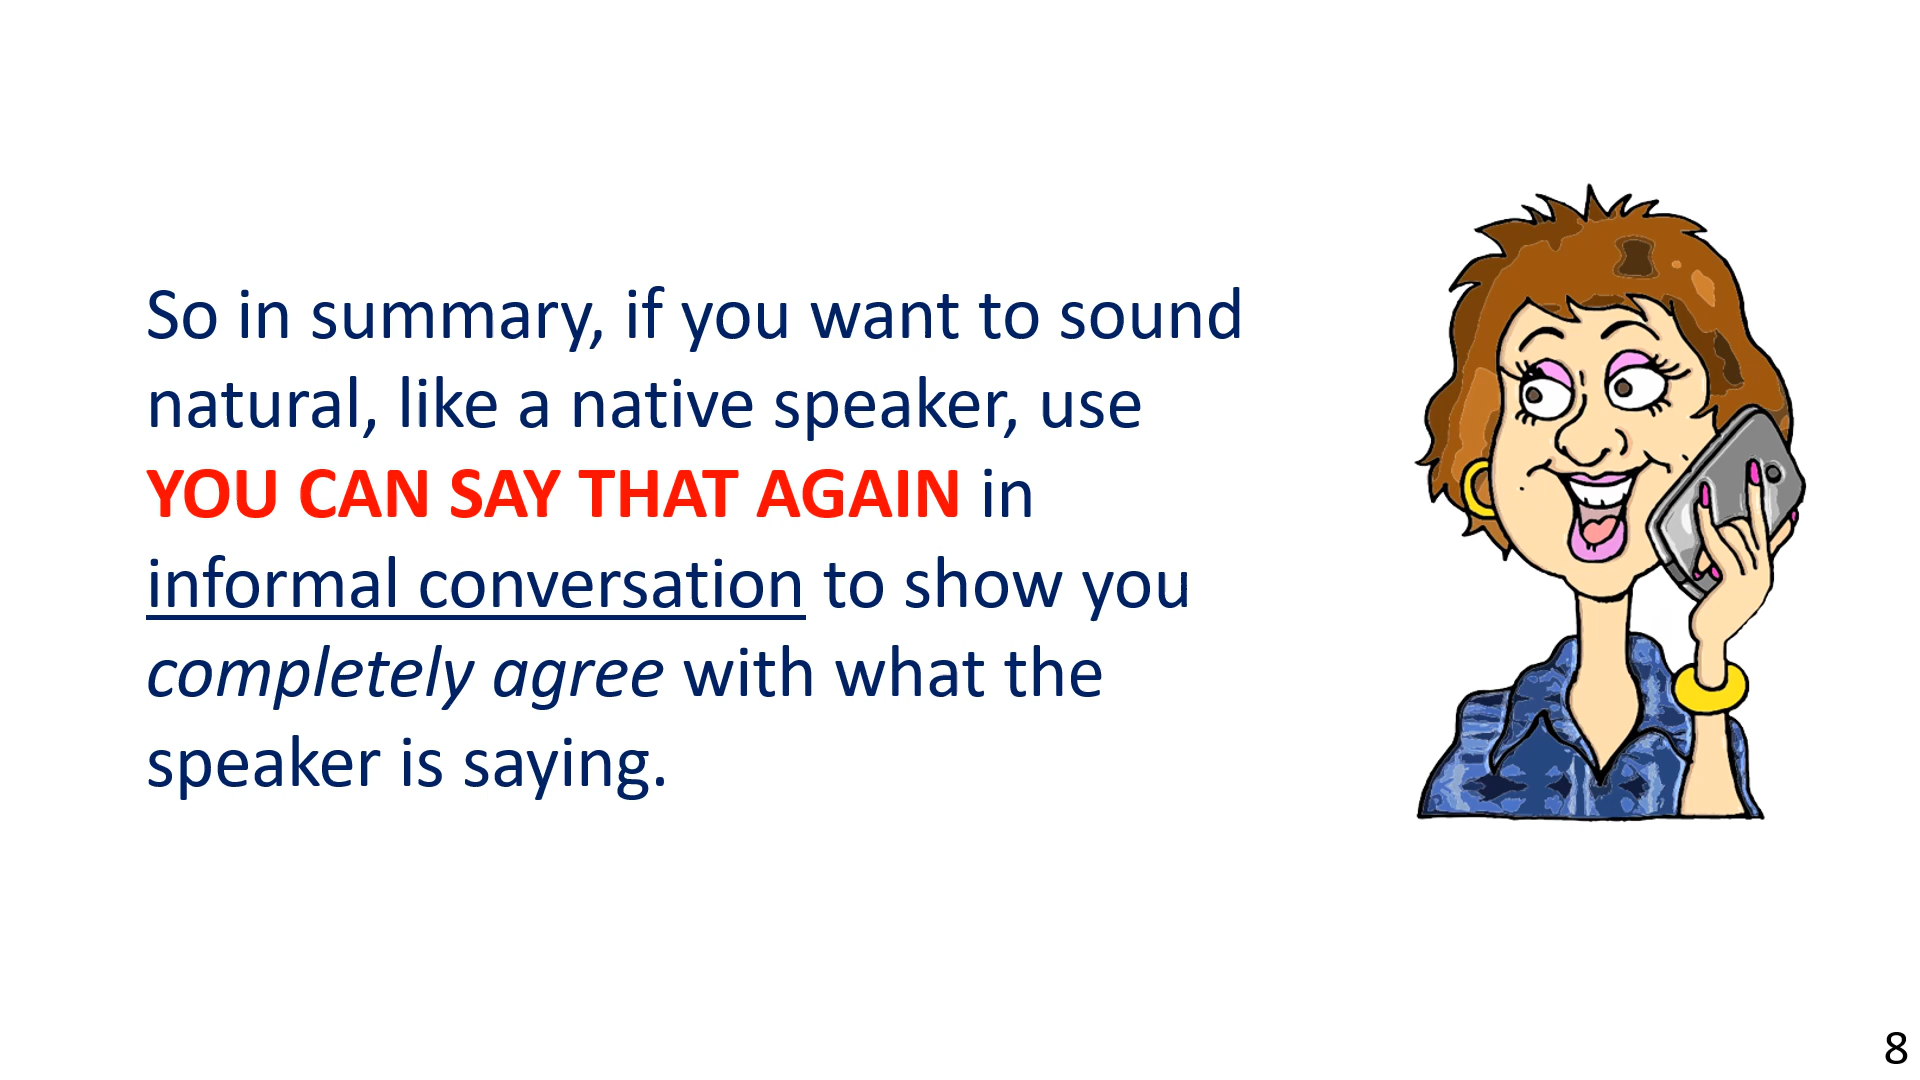 So in summary, if you want to sound
natural, like a native speaker, use
YOU CAN SAY THAT AGAIN in
informal conversation to show you
completely agree with what the
speaker is saying.
8